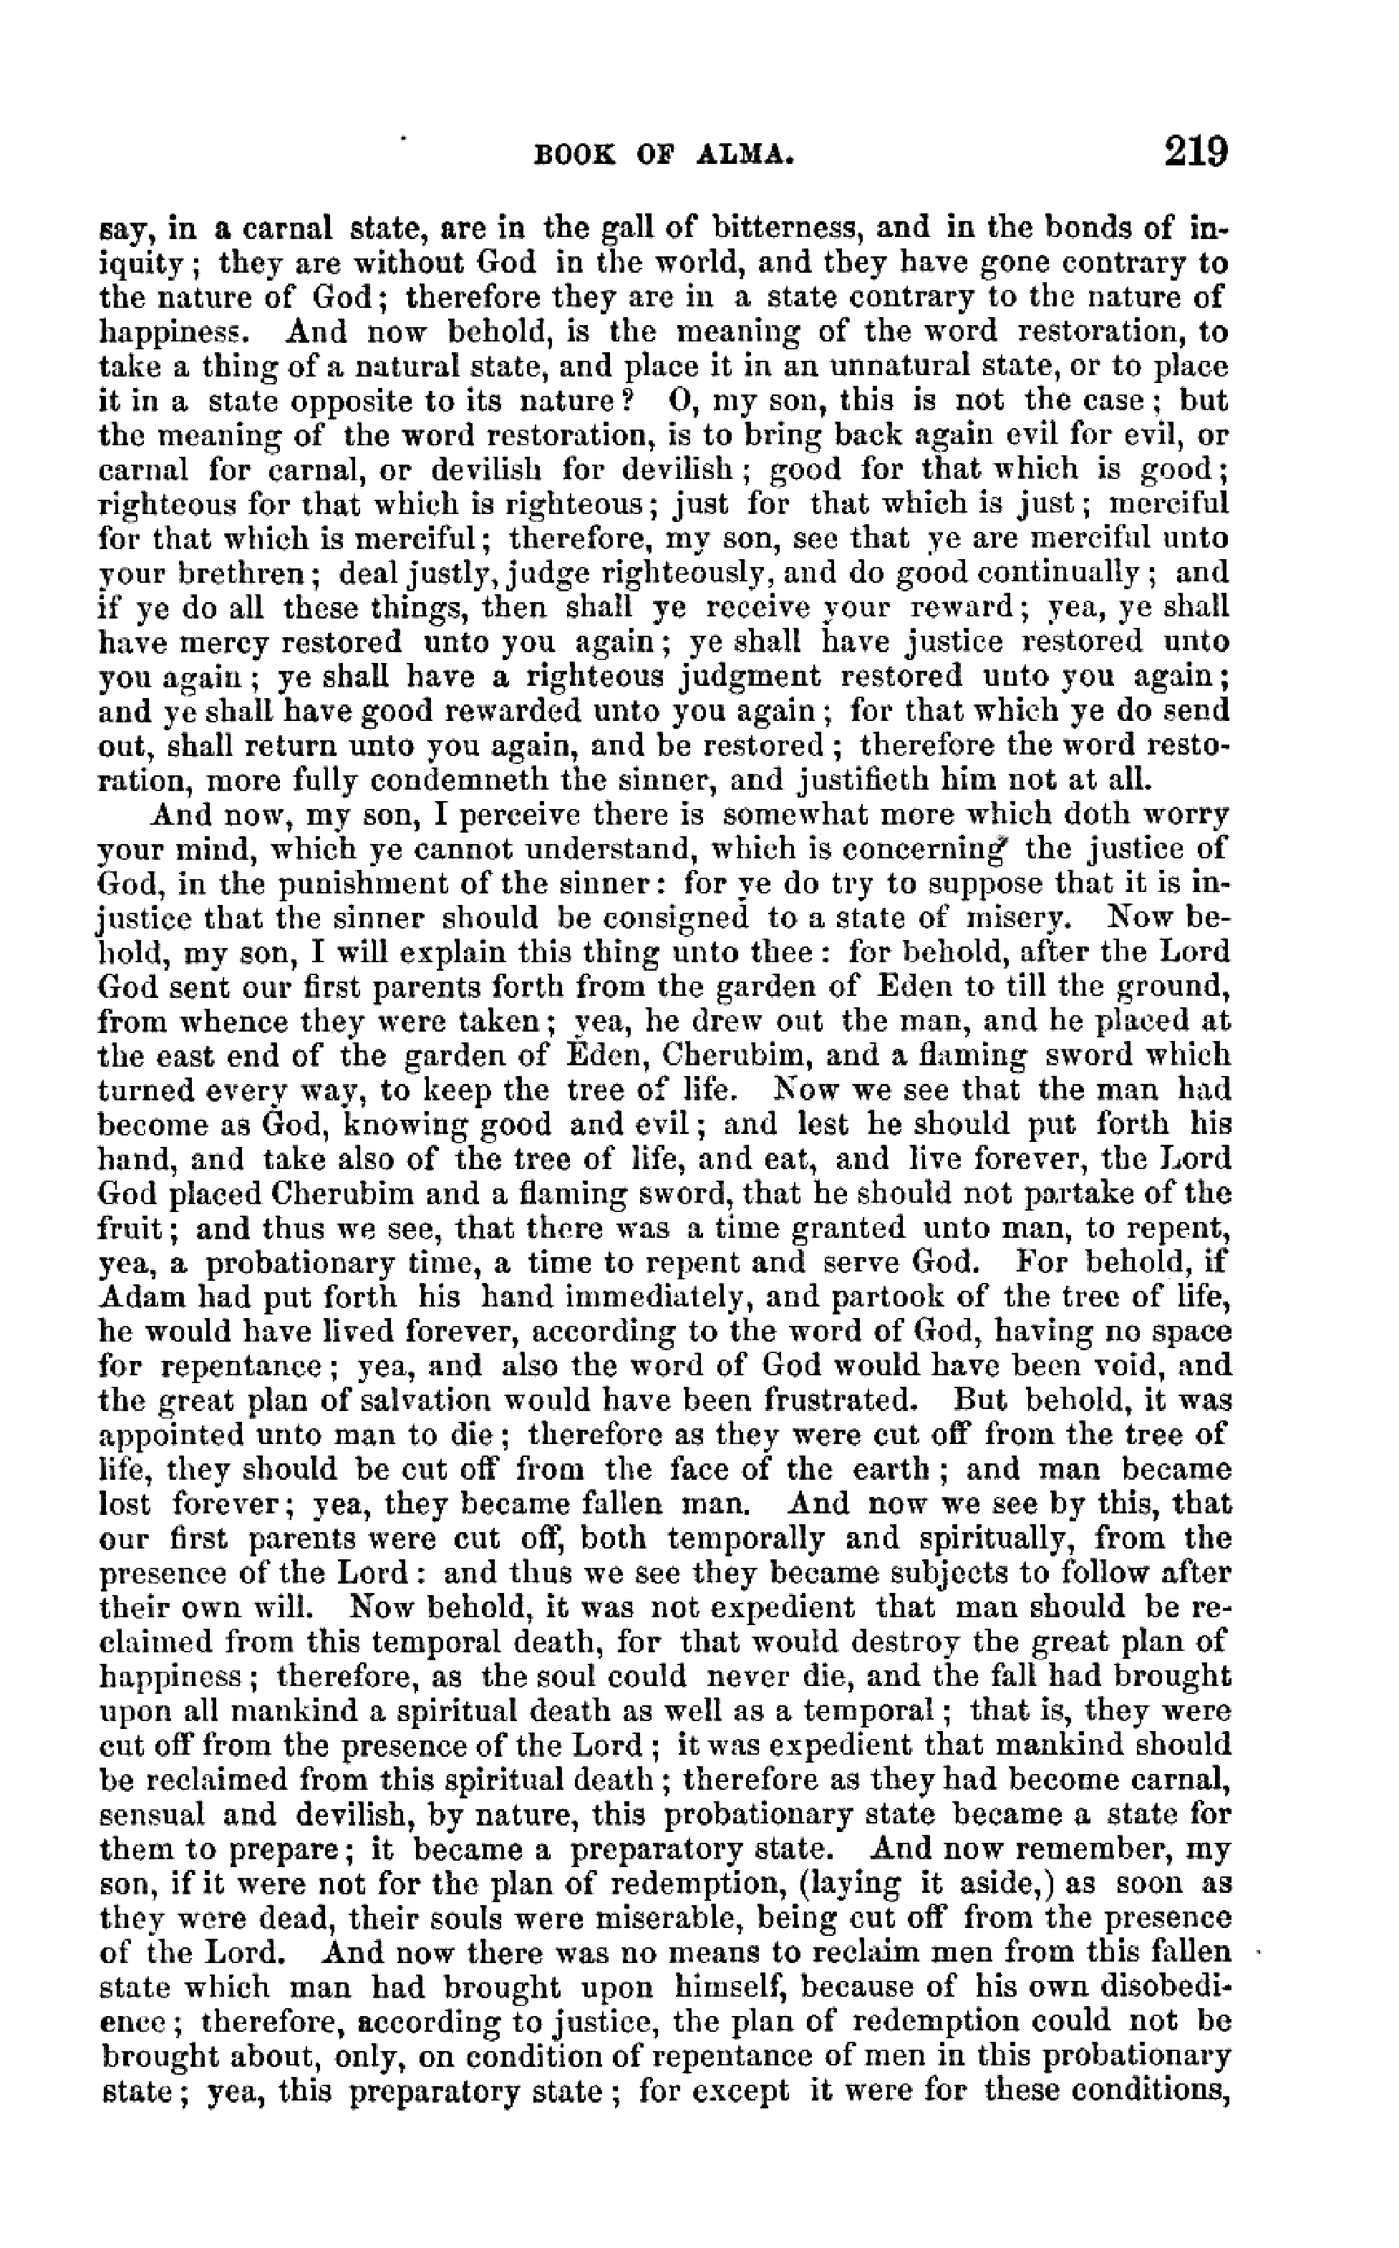 BOOK OF ALMA. 219
say, in a carnal state, are in the gall of bitterness, and in the bonds of in-
iquity; they are without God in the world, and they have gone contrary to
the nature of God; therefore they are in a state contrary to the nature of
happiness. And now behold, is the meaning of the word restoration, to
take a thing of a natural state, and place it in an unnatural state, or to place
it in a state opposite to its nature? O, my son, this is not the case; but
the meaning of the word restoration, is to bring back again evil for evil, or
carnal for carnal, or devilish for devilish; good for that which is good;
righteous for that which is righteous; just for that which is just; merciful
for that which is merciful; therefore, my son, see that ye are merciful unto
your brethren; deal justly, judge righteously, and do good continually; and
if ye do all these things, then shall ye receive your reward; yea, ye shall
have mercy restored unto you again; ye shall have justice restored unto
you again; ye shall have a righteous judgment restored unto you again;
and ye shall have good rewarded unto you again; for that which ye do send
out, shall return unto you again, and be restored; therefore the word resto-
ration, more fully condemneth the sinner, and justifieth him not at all.
And now, my son, I perceive there is somewhat more which doth worry
your mind, which ye cannot understand, which is concerning the justice of
God, in the punishment of the sinner: for ye do try to suppose that it is in-
justice that the sinner should be consigned to a state of misery. Now be-
hold, my son, I will explain this thing unto thee: for behold, after the Lord
God sent our first parents forth from the garden of Eden to till the ground,
from whence they were taken; yea, he drew out the man, and he placed at
the east end of the garden of Eden, Cherubim, and a flaming sword which
turned every way, to keep the tree of life. Now we see that the man had
become as God, knowing good and evil; and lest he should put forth his
hand, and take also of the tree of life, and eat, and live forever, the Lord
God placed Cherubim and a flaming sword, that he should not partake of the
fruit; and thus we see, that there was a time granted unto man, to repent,
yea, a probationary time, a time to repent and serve God. For behold, if
Adam had put forth his hand immediately, and partook of the tree of life,
he would have lived forever, according to the word of God, having no space
for repentance; yea, and also the word of God would have been void, and
the great plan of salvation would have been frustrated. But behold, it was
appointed unto man to die; therefore as they were cut off from the tree of
life, they should be cut off from the face of the earth; and man became
lost forever; yea, they became fallen man. And now we see by this, that
our first parents were cut off, both temporally and spiritually, from the
presence of the Lord: and thus we see they became subjects to follow after
their own will. Now behold, it was not expedient that man should be re-
claimed from this temporal death, for that would destroy the great plan of
happiness; therefore, as the soul could never die, and the fall had brought
upon all mankind a spiritual death as well as a temporal; that is, they were
cut off from the presence of the Lord; it was expedient that mankind should
be reclaimed from this spiritual death; therefore as they had become carnal,
sensual and devilish, by nature, this probationary state became a state for
them to prepare; it became a preparatory state. And now remember, my
son, if it were not for the plan of redemption, (laying it aside,) as soon as
they were dead, their souls were miserable, being cut off from the presence
of the Lord. And now there was no means to reclaim men from this fallen
state which man had brought upon himself, because of his own disobedi-
ence; therefore, according to justice, the plan of redemption could not be
brought about, only, on condition of repentance of men in this probationary
state; yea, this preparatory state; for except it were for these conditions,